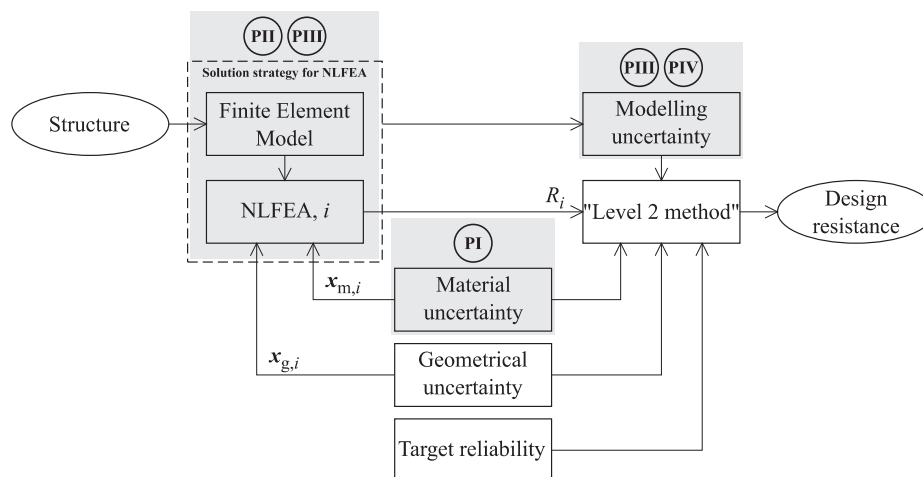 PII PIII
Solution strategy for NLFEA
PIII PIV
Structure
Finite Element
Model
Modelling
uncertainty
NLFEA, i
R_i
"Level 2 method"
Design
resistance
PI
x_m,i
Material
uncertainty
x_g,i
Geometrical
uncertainty
Target reliability